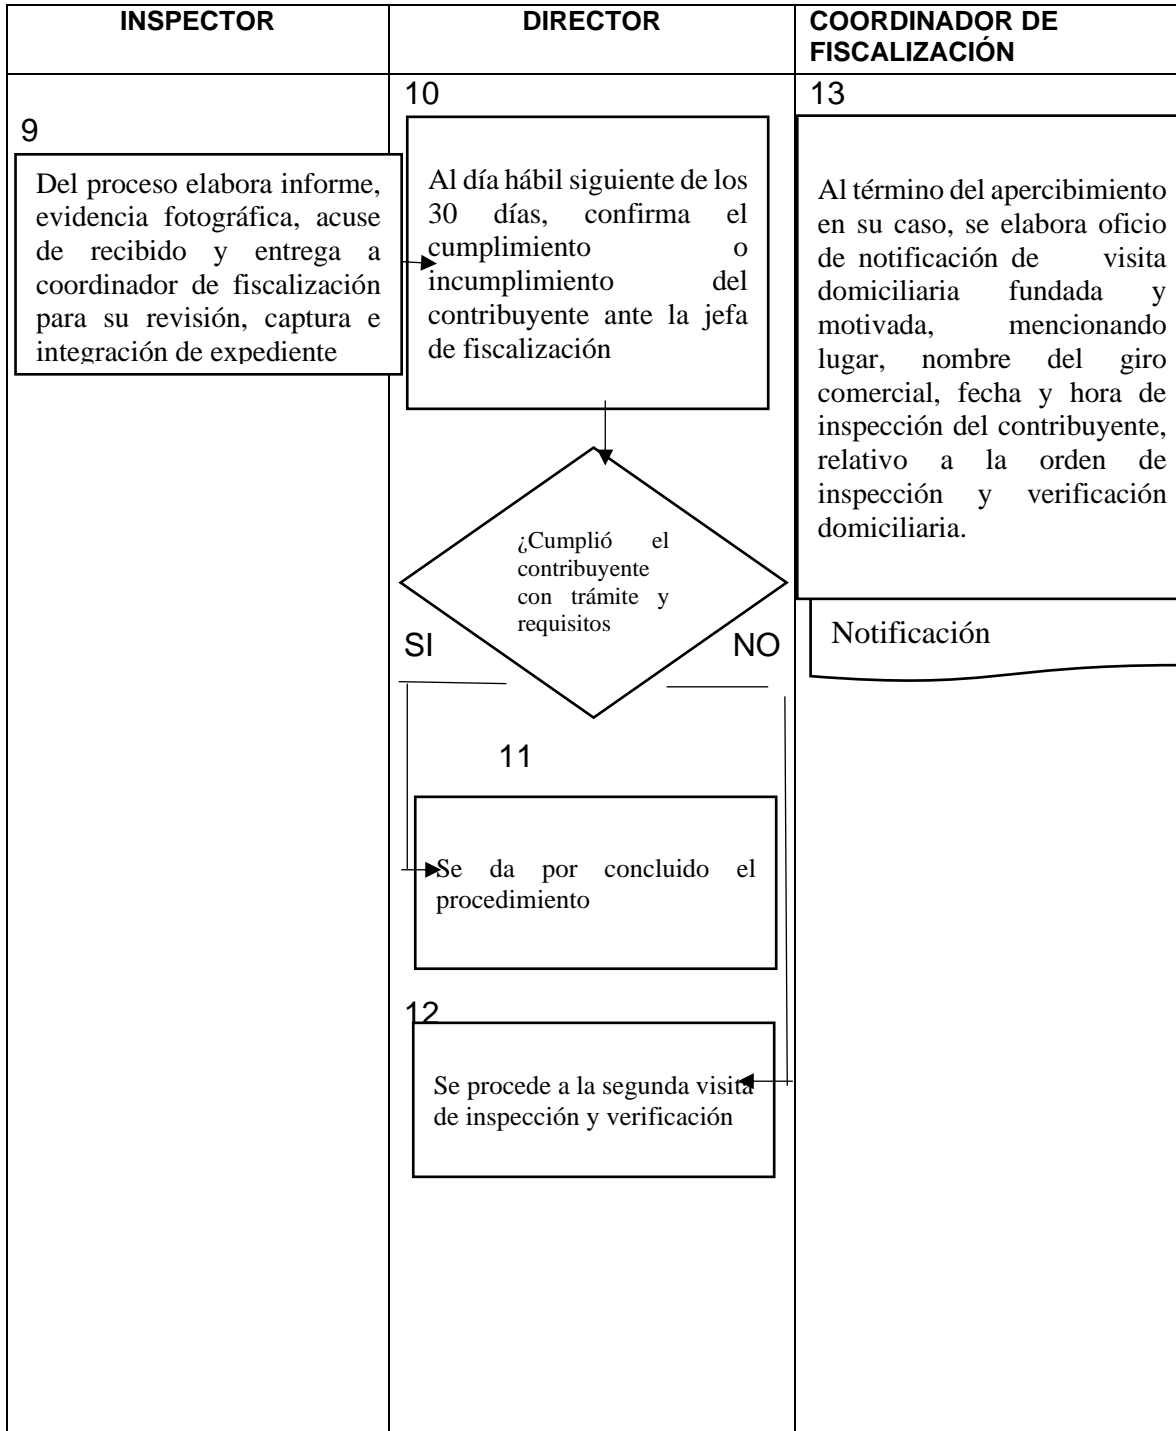 INSPECTOR
DIRECTOR
COORDINADOR DE
FISCALIZACIÓN
9
Del proceso elabora informe,
evidencia fotográfica, acuse
de recibido y entrega a
coordinador de fiscalización
para su revisión, captura e
integración de expediente
10
Al día hábil siguiente de los
30 días, confirma el
cumplimiento o
incumplimiento del
contribuyente ante la jefa
de fiscalización
¿Cumplió el
contribuyente
con trámite y
requisitos
SI
NO
11
Se da por concluido el
procedimiento
12
Se procede a la segunda visita
de inspección y verificación
13
Al término del apercibimiento
en su caso, se elabora oficio
de notificación de visita
domiciliaria fundada y
motivada, mencionando
lugar, nombre del giro
comercial, fecha y hora de
inspección del contribuyente,
relativo a la orden de
inspección y verificación
domiciliaria.
Notificación